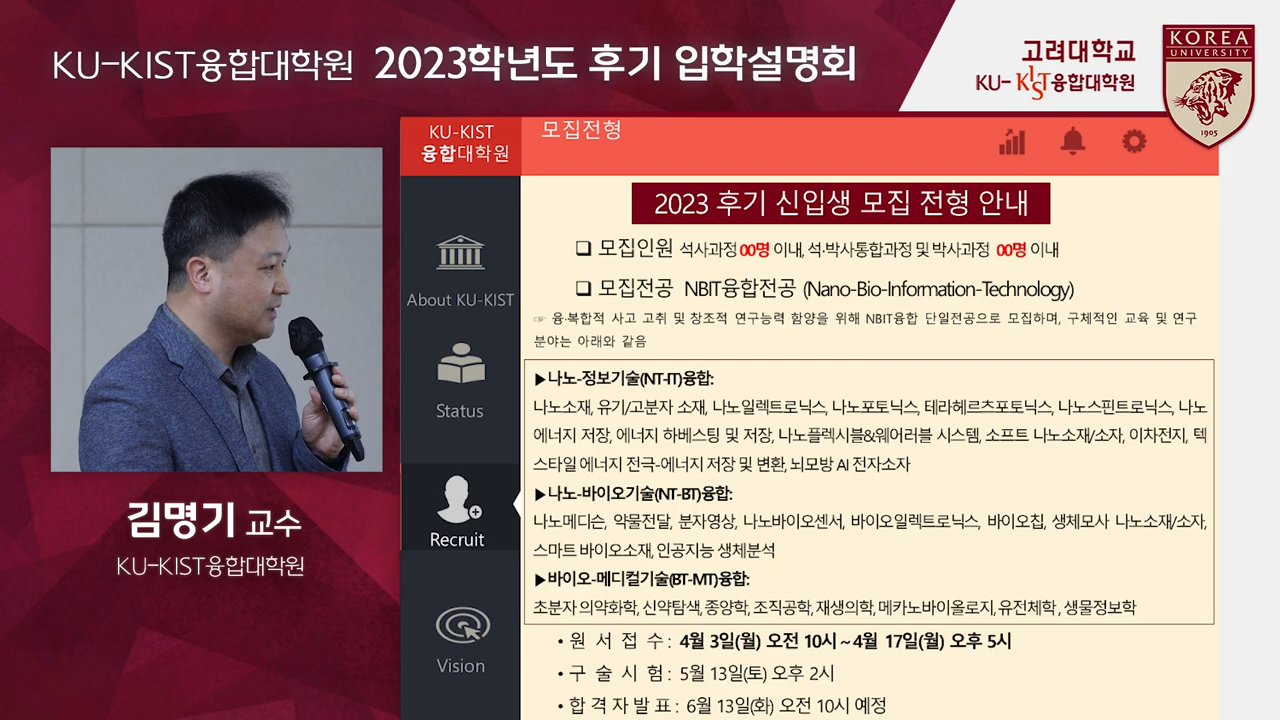 KU-KIST융합대학원 2023학년도 후기 입학설명회
고려대학교
KU-KIST융합대학원
KOREA
UNIVERSITY
1905
김명기 교수
KU-KIST융합대학원
KU-KIST
융합대학원
About KU-KIST
Status
Recruit
Vision
모집전형
2023 후기 신입생 모집 전형 안내
❑ 모집인원 석사과정 00명 이내, 석·박사통합과정 및 박사과정 00명 이내
❑ 모집전공 NBIT융합전공 (Nano-Bio-Information-Technology)
☞ 융·복합적 사고 고취 및 창조적 연구능력 함양을 위해 NBIT융합 단일전공으로 모집하며, 구체적인 교육 및 연구
분야는 아래와 같음
▶나노-정보기술(NT-IT)융합:
나노소재, 유기/고분자 소재, 나노일렉트로닉스, 나노포토닉스, 테라헤르츠포토닉스, 나노스핀트로닉스, 나노
에너지 저장, 에너지 하베스팅 및 저장, 나노플렉시블&웨어러블 시스템, 소프트 나노소재/소자, 이차전지, 텍
스타일 에너지 전극-에너지 저장 및 변환, 뇌모방 AI 전자소자
▶나노-바이오기술(NT-BT)융합:
나노메디슨, 약물전달, 분자영상, 나노바이오센서, 바이오일렉트로닉스, 바이오칩, 생체모사 나노소재/소자,
스마트 바이오소재, 인공지능 생체분석
▶바이오-메디컬기술(BT-MT)융합:
초분자 의약화학, 신약탐색, 종양학, 조직공학, 재생의학, 메카노바이올로지, 유전체학, 생물정보학
• 원 서 접 수 : 4월 3일(월) 오전 10시 ~ 4월 17일(월) 오후 5시
• 구 술 시 험 : 5월 13일(토) 오후 2시
• 합 격 자 발 표 : 6월 13일(화) 오전 10시 예정